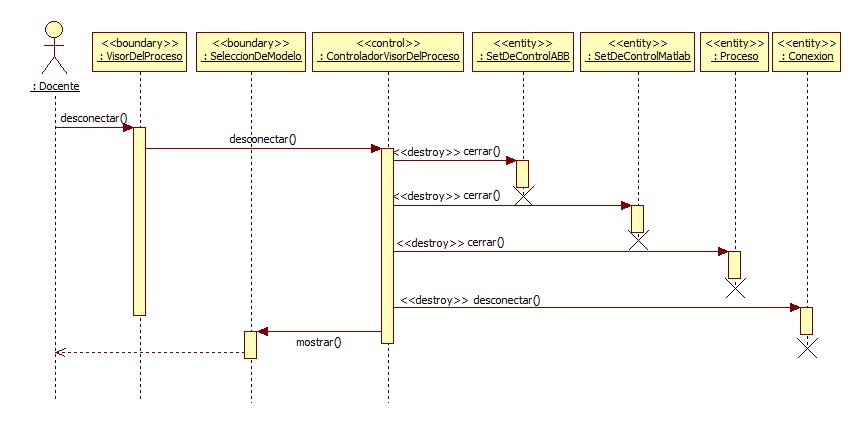 <<boundary>>
: VisorDelProceso
<<boundary>>
: SeleccionDeModelo
<<control>>
: ControladorVisorDelProceso
<<entity>>
: SetDeControlABB
<<entity>>
: SetDeControlMatlab
<<entity>>
: Proceso
<<entity>>
: Conexion
: Docente
desconectar()
desconectar()
<<destroy>> cerrar()
<<destroy>> cerrar()
<<destroy>> cerrar()
<<destroy>> desconectar()
mostrar()